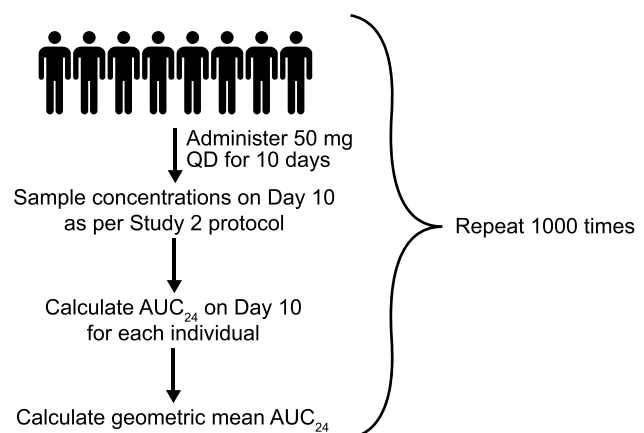 Administer 50 mg
QD for 10 days
Sample concentrations on Day 10
as per Study 2 protocol
Calculate AUC₂₄ on Day 10
for each individual
Calculate geometric mean AUC₂₄
Repeat 1000 times